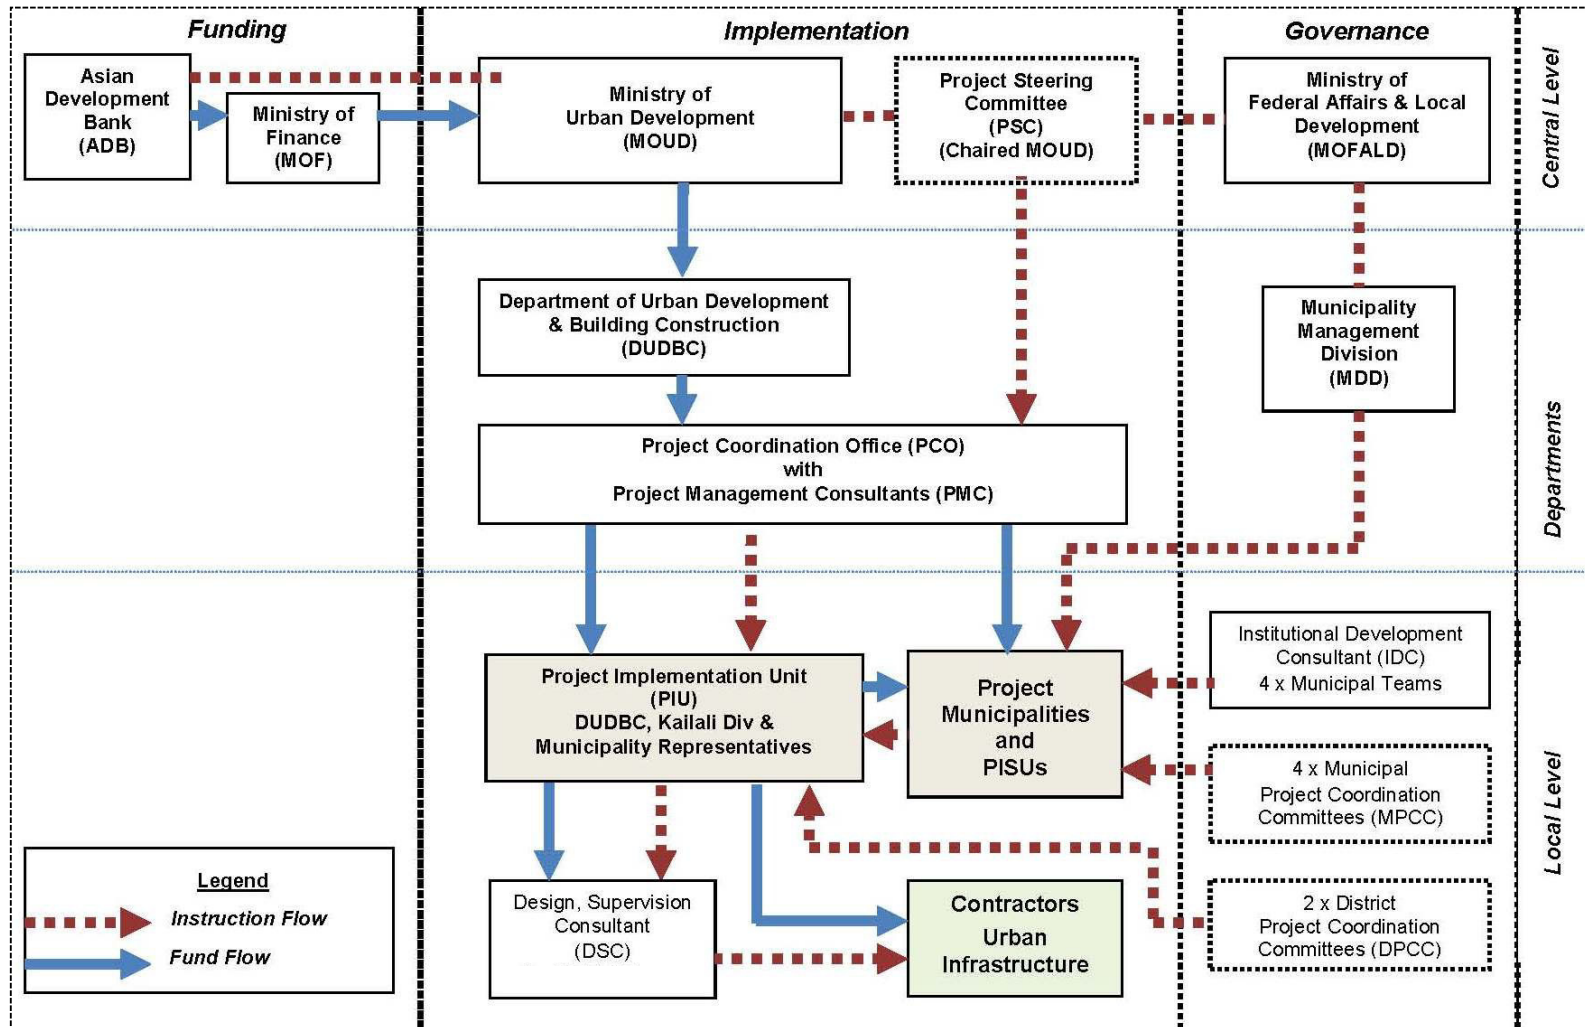 Funding
Implementation
Governance
Central Level
Asian
Development
Bank
(ADB)
Ministry of
Finance
(MOF)
Ministry of
Urban Development
(MOUD)
Project Steering
Committee
(PSC)
(Chaired MOUD)
Ministry of
Federal Affairs & Local
Development
(MOFALD)
Departments
Department of Urban Development
& Building Construction
(DUDBC)
Municipality
Management
Division
(MDD)
Project Coordination Office (PCO)
with
Project Management Consultants (PMC)
Local Level
Project Implementation Unit
(PIU)
DUDBC, Kailali Div &
Municipality Representatives
Project
Municipalities
and
PISUs
Institutional Development
Consultant (IDC)
4 x Municipal Teams
4 x Municipal
Project Coordination
Committees (MPCC)
Legend
Instruction Flow
Fund Flow
Design, Supervision
Consultant
(DSC)
Contractors
Urban
Infrastructure
2 x District
Project Coordination
Committees (DPCC)